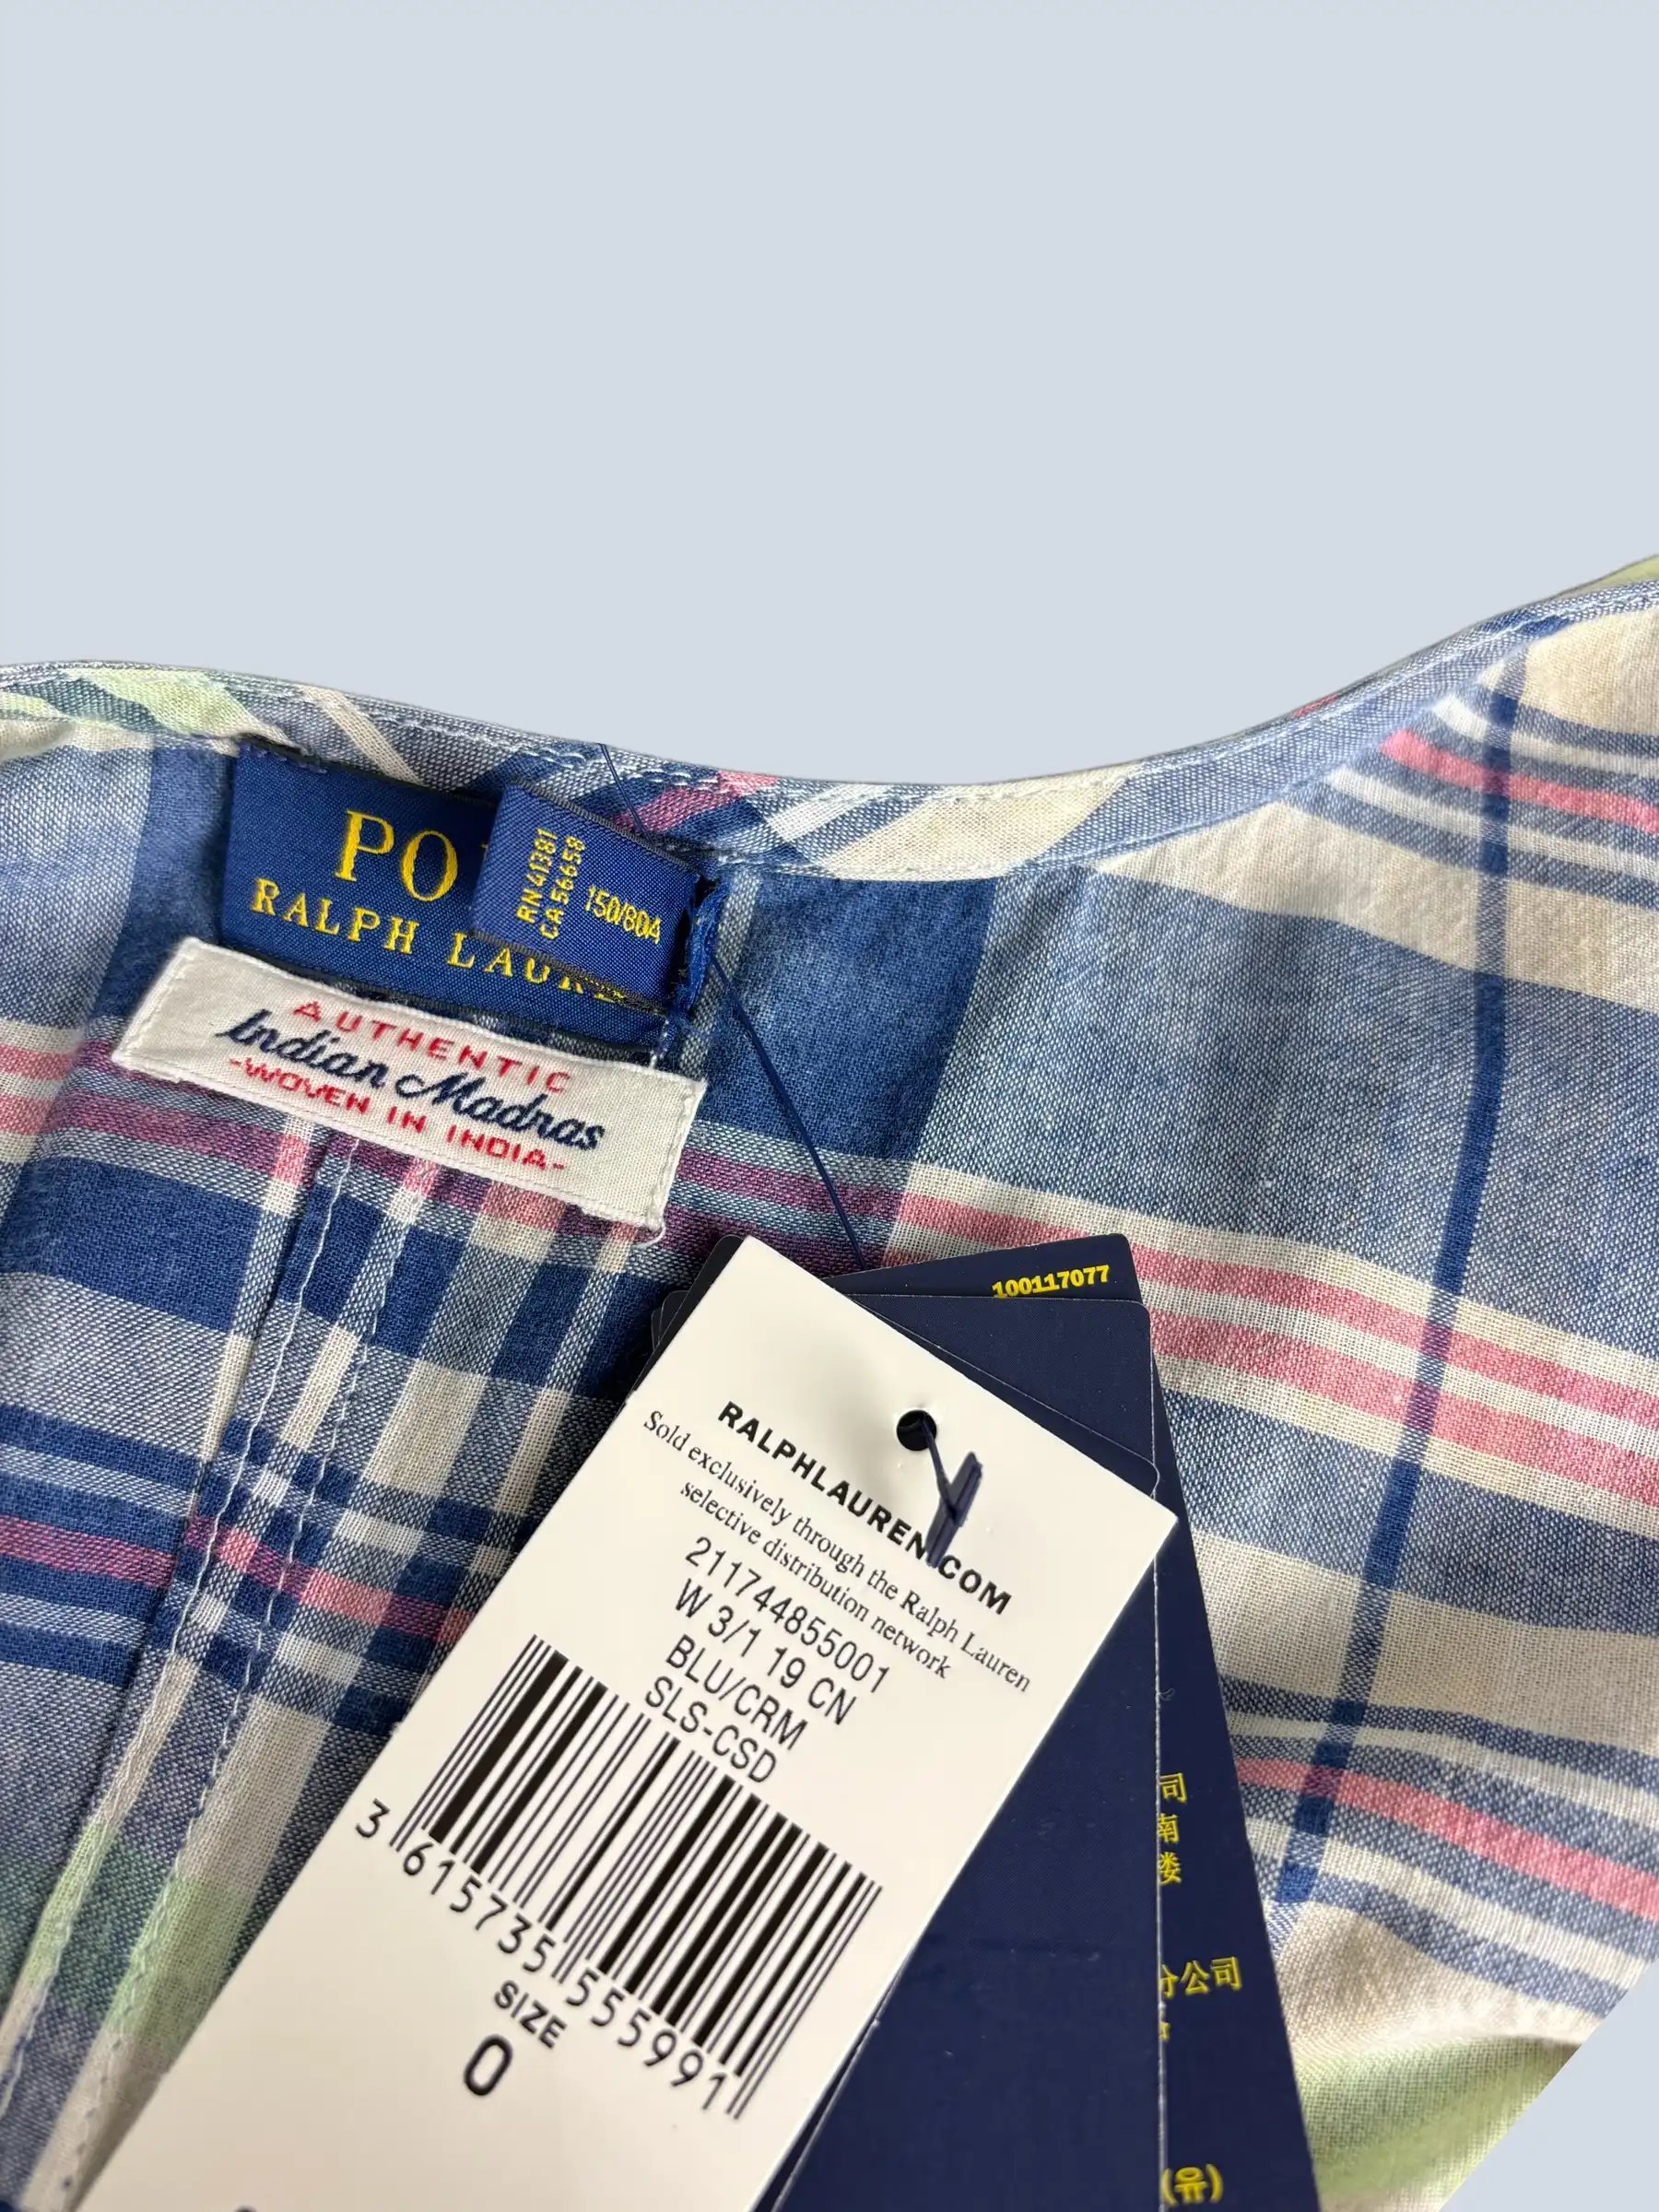 PO
RALPH LAUREN
RN 41381
CA 56658
150/80A
AUTHENTIC
Indian Madras
-WOVEN IN INDIA-
100117077
RALPHLAUREN.COM
Sold exclusively through the Ralph Lauren
selective distribution network
211744855001
W 3/1 19 CN
BLU/CRM
SLS-CSD
3 615735 555991
SIZE
0
司
南
楼
分公司
(유)